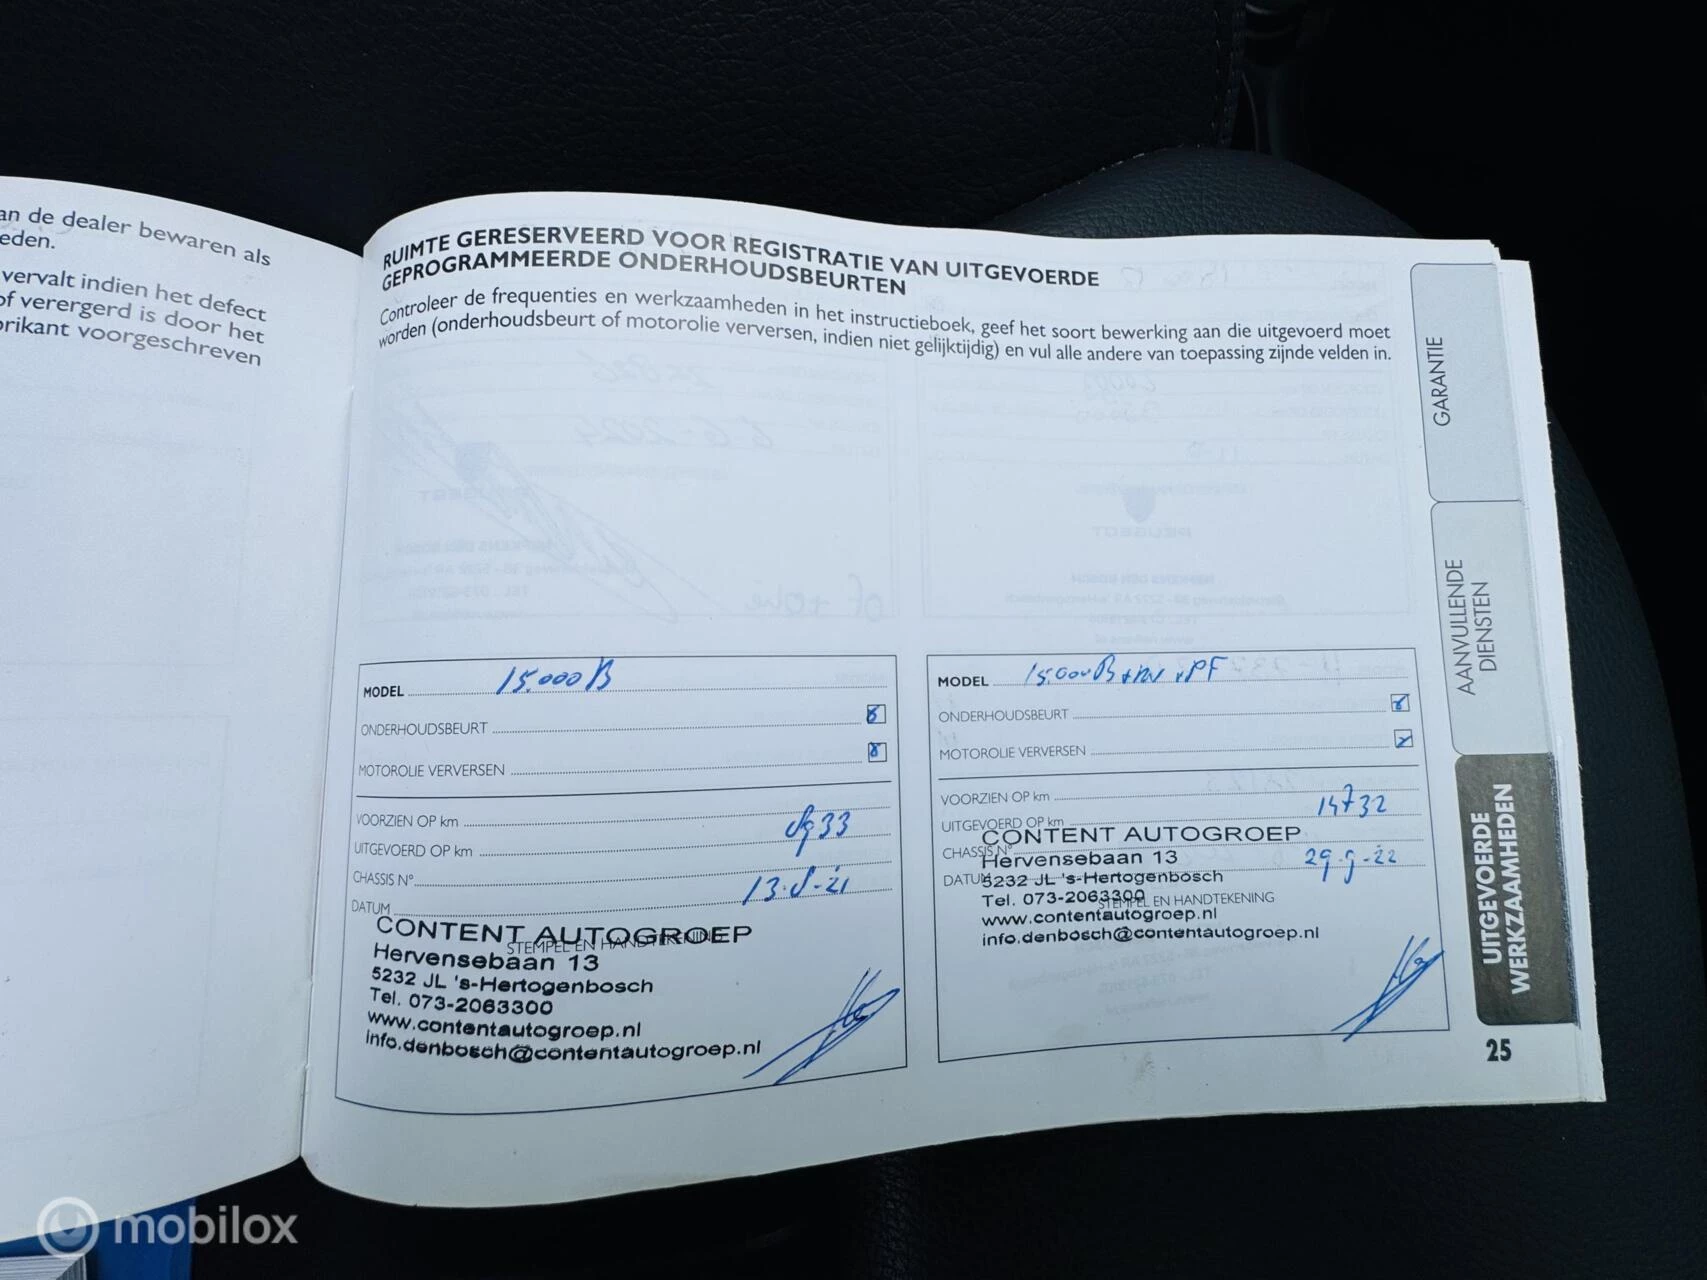 an de dealer bewaren als
eden.
vervalt indien het defect
of verergerd is door het
brikant voorgeschreven
RUIMTE GERESERVEERD VOOR REGISTRATIE VAN UITGEVOERDE
GEPROGRAMMEERDE ONDERHOUDSBEURTEN
Controleer de frequenties en werkzaamheden in het instructieboek, geef het soort bewerking aan die uitgevoerd moet
worden (onderhoudsbeurt of motorolie verversen, indien niet gelijktijdig) en vul alle andere van toepassing zijnde velden in.
MODEL 15.000 B
ONDERHOUDSBEURT
MOTOROLIE VERVERSEN
VOORZIEN OP km
UITGEVOERD OP km 8933
CHASSIS N°
DATUM 13-8-21
STEMPEL EN HANDTEKENING
CONTENT AUTOGROEP
Hervensebaan 13
5232 JL 's-Hertogenbosch
Tel. 073-2063300
www.contentautogroep.nl
info.denbosch@contentautogroep.nl
MODEL 15.000 B + PF
ONDERHOUDSBEURT
MOTOROLIE VERVERSEN
VOORZIEN OP km
UITGEVOERD OP km 14732
CHASSIS N°
DATUM 29-9-22
STEMPEL EN HANDTEKENING
CONTENT AUTOGROEP
Hervensebaan 13
5232 JL 's-Hertogenbosch
Tel. 073-2063300
www.contentautogroep.nl
info.denbosch@contentautogroep.nl
GARANTIE
AANVULLENDE
DIENSTEN
UITGEVOERDE
WERKZAAMHEDEN
25
mobilox